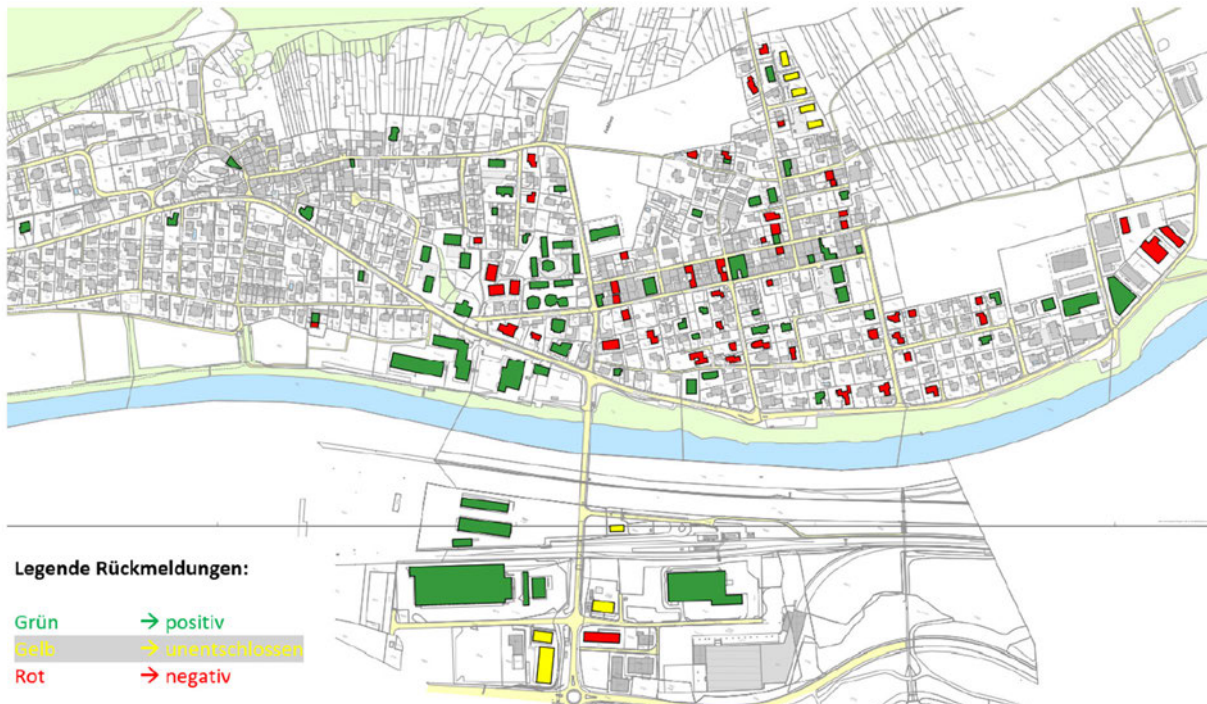 Legende Rückmeldungen:
Grün → positiv
Gelb → unentschlossen
Rot → negativ